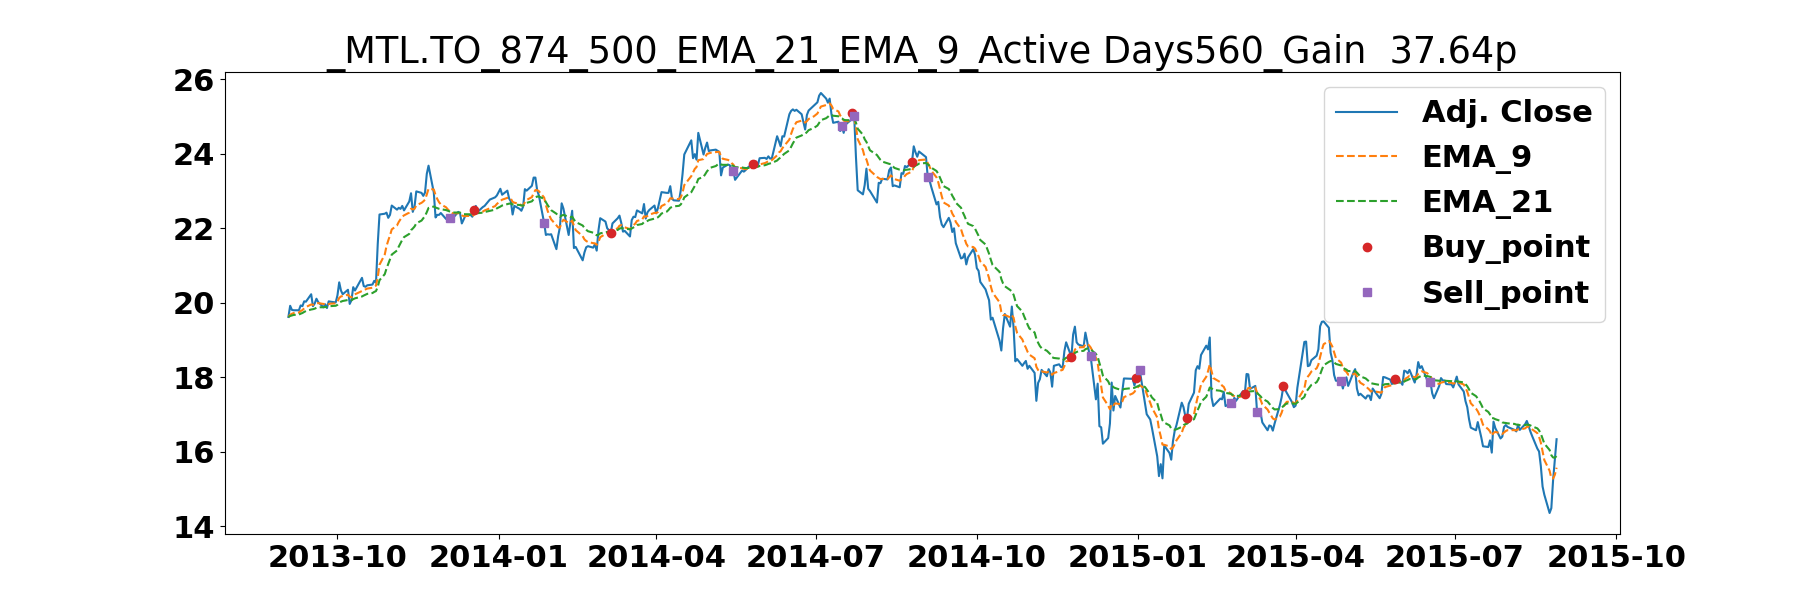 _MTL.TO_874_500_EMA_21_EMA_9_Active Days560_Gain  37.64p
26
24
22
20
18
16
14
Adj. Close
EMA_9
EMA_21
Buy_point
Sell_point
2013-10 2014-01 2014-04 2014-07 2014-10 2015-01 2015-04 2015-07 2015-10